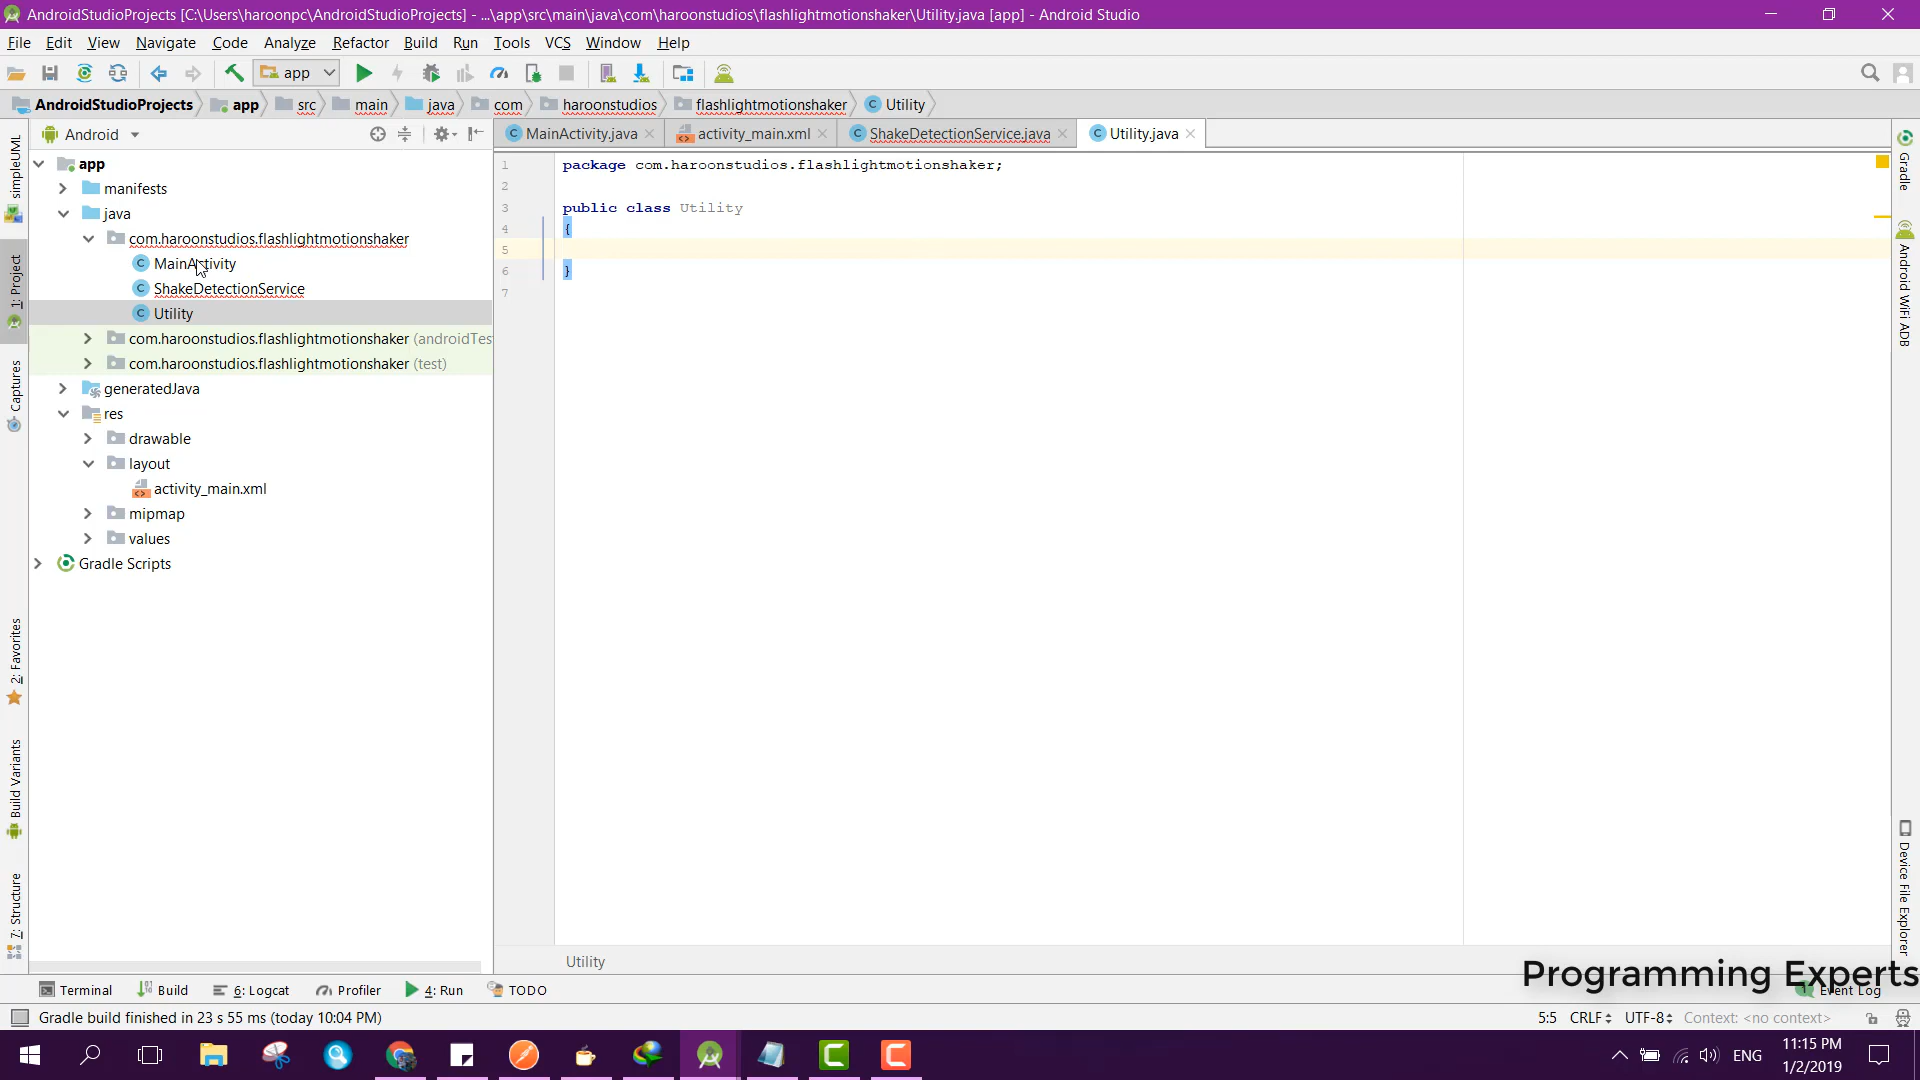 AndroidStudioProjects [C:\Users\haroonpc\AndroidStudioProjects] - ...\app\src\main\java\com\haroonstudios\flashlightmotionshaker\Utility.java [app] - Android Studio
File Edit View Navigate Code Analyze Refactor Build Run Tools VCS Window Help
app
AndroidStudioProjects app src main java com haroonstudios flashlightmotionshaker Utility
Android
MainActivity.java activity_main.xml ShakeDetectionService.java Utility.java
simpleUML
1: Project
Captures
2: Favorites
Build Variants
7: Structure
app
manifests
java
com.haroonstudios.flashlightmotionshaker
MainActivity
ShakeDetectionService
Utility
com.haroonstudios.flashlightmotionshaker (androidTes
com.haroonstudios.flashlightmotionshaker (test)
generatedJava
res
drawable
layout
activity_main.xml
mipmap
values
Gradle Scripts
1 package com.haroonstudios.flashlightmotionshaker;
2
3 public class Utility
4 {
5
6 }
7
Utility
Gradle
Android WiFi ADB
Device File Explorer
Programming Experts
Terminal Build 6: Logcat Profiler 4: Run TODO 1 Event Log
Gradle build finished in 23 s 55 ms (today 10:04 PM) 5:5 CRLF UTF-8 Context: <no context>
ENG 11:15 PM
1/2/2019